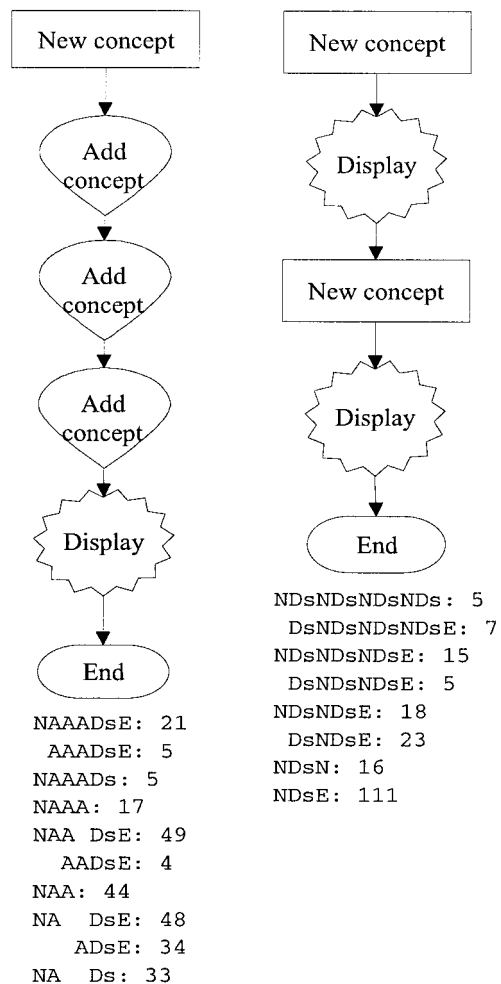 New concept
Add
concept
Add
concept
Add
concept
Display
End
NAAADsE: 21
AAADsE: 5
NAAADs: 5
NAAA: 17
NAA DsE: 49
AADsE: 4
NAA: 44
NA  DsE: 48
ADsE: 34
NA  Ds: 33
New concept
Display
New concept
Display
End
NDsNDsNDsNDs: 5
DsNDsNDsNDsE: 7
NDsNDsNDsE: 15
DsNDsNDsE: 5
NDsNDsE: 18
DsNDsE: 23
NDsN: 16
NDsE: 111